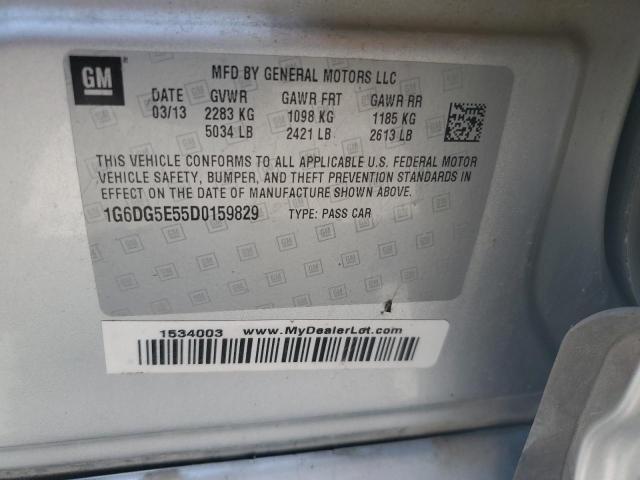 GM
MFD BY GENERAL MOTORS LLC
DATE GVWR GAWR FRT GAWR RR
03/13 2283 KG 1098 KG 1185 KG
5034 LB 2421 LB 2613 LB
THIS VEHICLE CONFORMS TO ALL APPLICABLE U.S. FEDERAL MOTOR
VEHICLE SAFETY, BUMPER, AND THEFT PREVENTION STANDARDS IN
EFFECT ON THE DATE OF MANUFACTURE SHOWN ABOVE.
1G6DG5E55D0159829 TYPE: PASS CAR
1534003 www.MyDealerLot.com